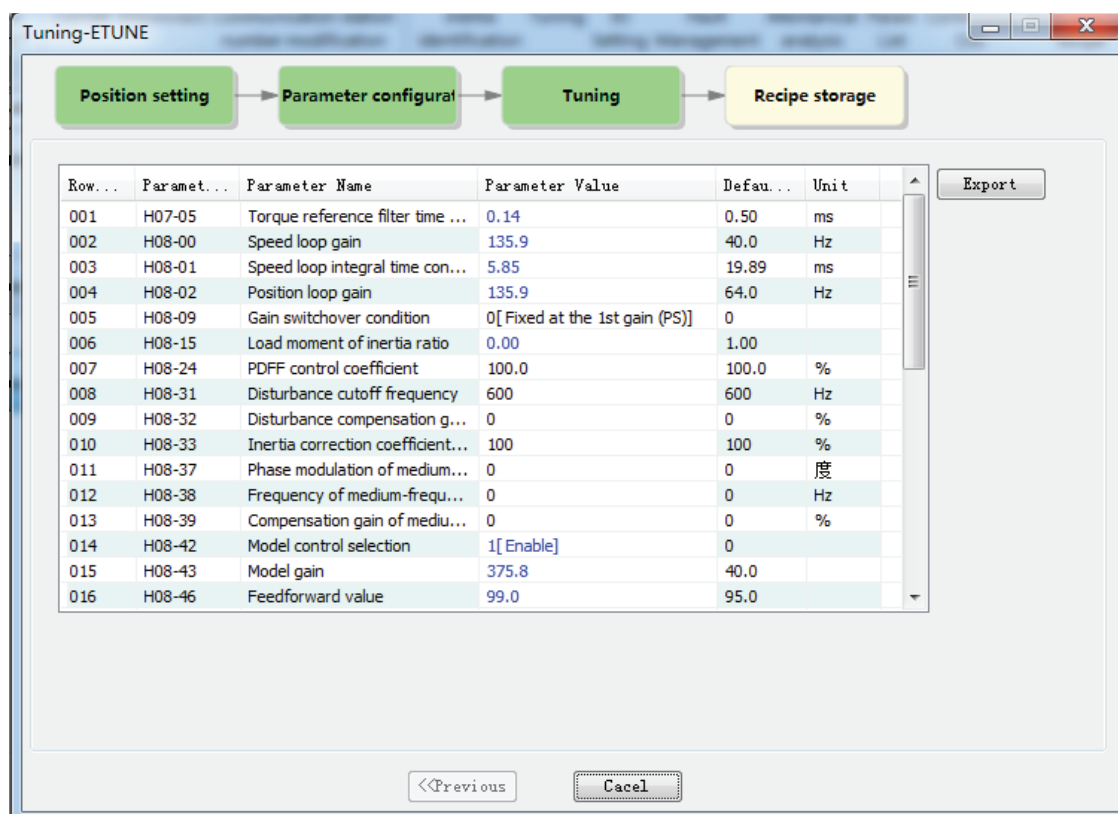 Tuning-ETUNE
Position setting Parameter configurat Tuning Recipe storage
Row... Paramet... Parameter Name Parameter Value Defau... Unit Export
001 H07-05 Torque reference filter time ... 0.14 0.50 ms
002 H08-00 Speed loop gain 135.9 40.0 Hz
003 H08-01 Speed loop integral time con... 5.85 19.89 ms
004 H08-02 Position loop gain 135.9 64.0 Hz
005 H08-09 Gain switchover condition 0[ Fixed at the 1st gain (PS)] 0
006 H08-15 Load moment of inertia ratio 0.00 1.00
007 H08-24 PDFF control coefficient 100.0 100.0 %
008 H08-31 Disturbance cutoff frequency 600 600 Hz
009 H08-32 Disturbance compensation g... 0 0 %
010 H08-33 Inertia correction coefficient... 100 100 %
011 H08-37 Phase modulation of medium... 0 0 度
012 H08-38 Frequency of medium-frequ... 0 0 Hz
013 H08-39 Compensation gain of mediu... 0 0 %
014 H08-42 Model control selection 1[ Enable] 0
015 H08-43 Model gain 375.8 40.0
016 H08-46 Feedforward value 99.0 95.0
<<Previous Cacel